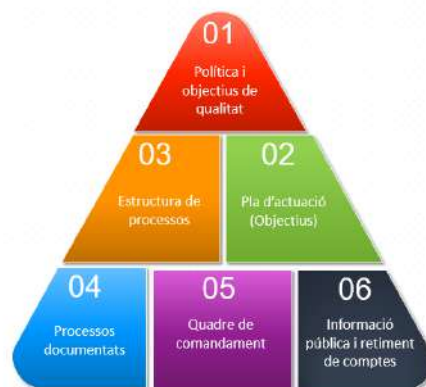 01
Política i
objectius de
qualitat
03
Estructura de
processos
02
Pla d'actuació
(Objectius)
04
Processos
documentats
05
Quadre de
comandament
06
Informació
pública i retiment
de comptes